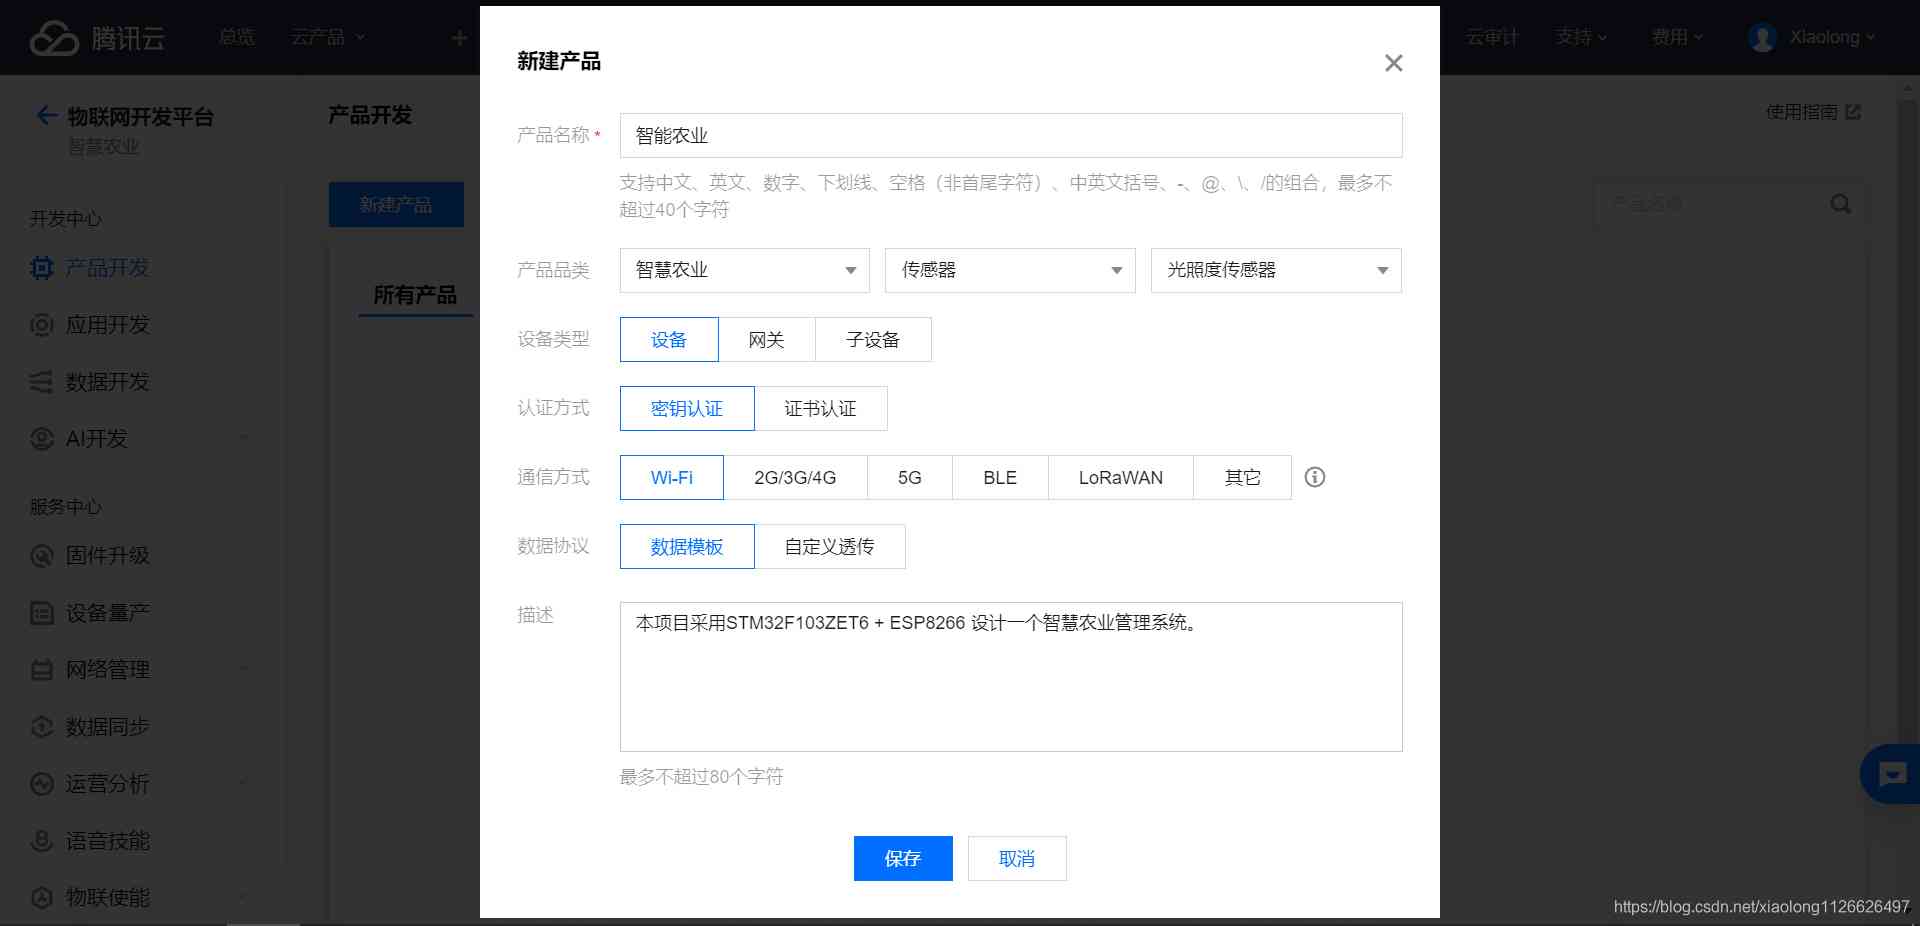 腾讯云
总览
云产品
云审计
支持
费用
Xiaolong
物联网开发平台
智慧农业
产品开发
使用指南
新建产品
产品名称
开发中心
产品开发
应用开发
数据开发
AI开发
服务中心
固件升级
设备量产
网络管理
数据同步
运营分析
语音技能
物联使能
所有产品
新建产品
产品名称 *
智能农业
支持中文、英文、数字、下划线、空格（非首尾字符）、中英文括号、-、@、\、/的组合，最多不
超过40个字符
产品品类
智慧农业 传感器 光照度传感器
设备类型
设备 网关 子设备
认证方式
密钥认证 证书认证
通信方式
Wi-Fi 2G/3G/4G 5G BLE LoRaWAN 其它
数据协议
数据模板 自定义透传
描述
本项目采用STM32F103ZET6 + ESP8266 设计一个智慧农业管理系统。
最多不超过80个字符
保存 取消
https://blog.csdn.net/xiaolong1126626497